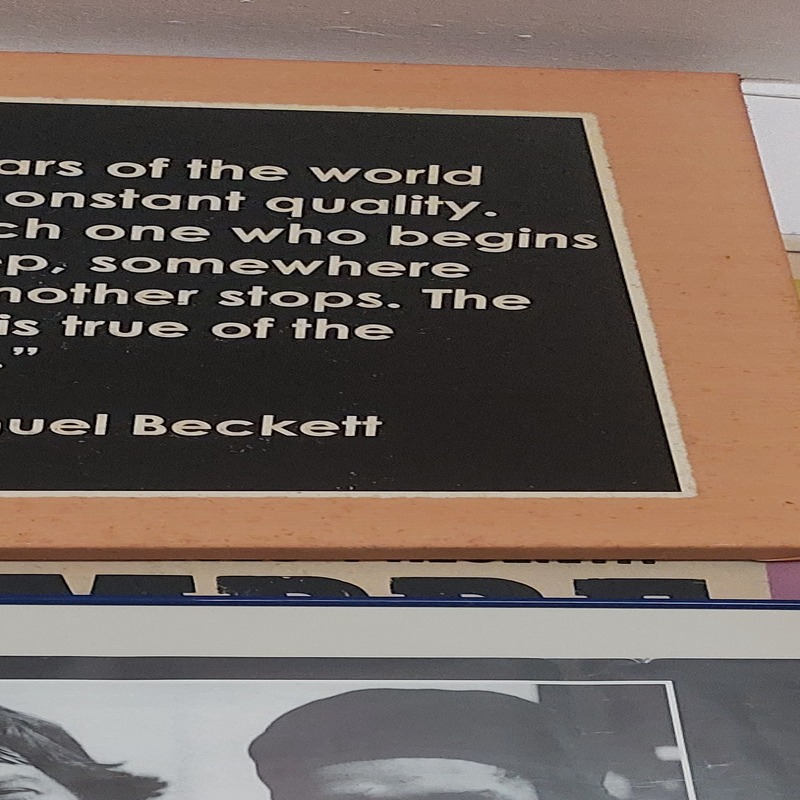 ars of the world
onstant quality.
ch one who begins
ep, somewhere
nother stops. The
is true of the
.”
uel Beckett